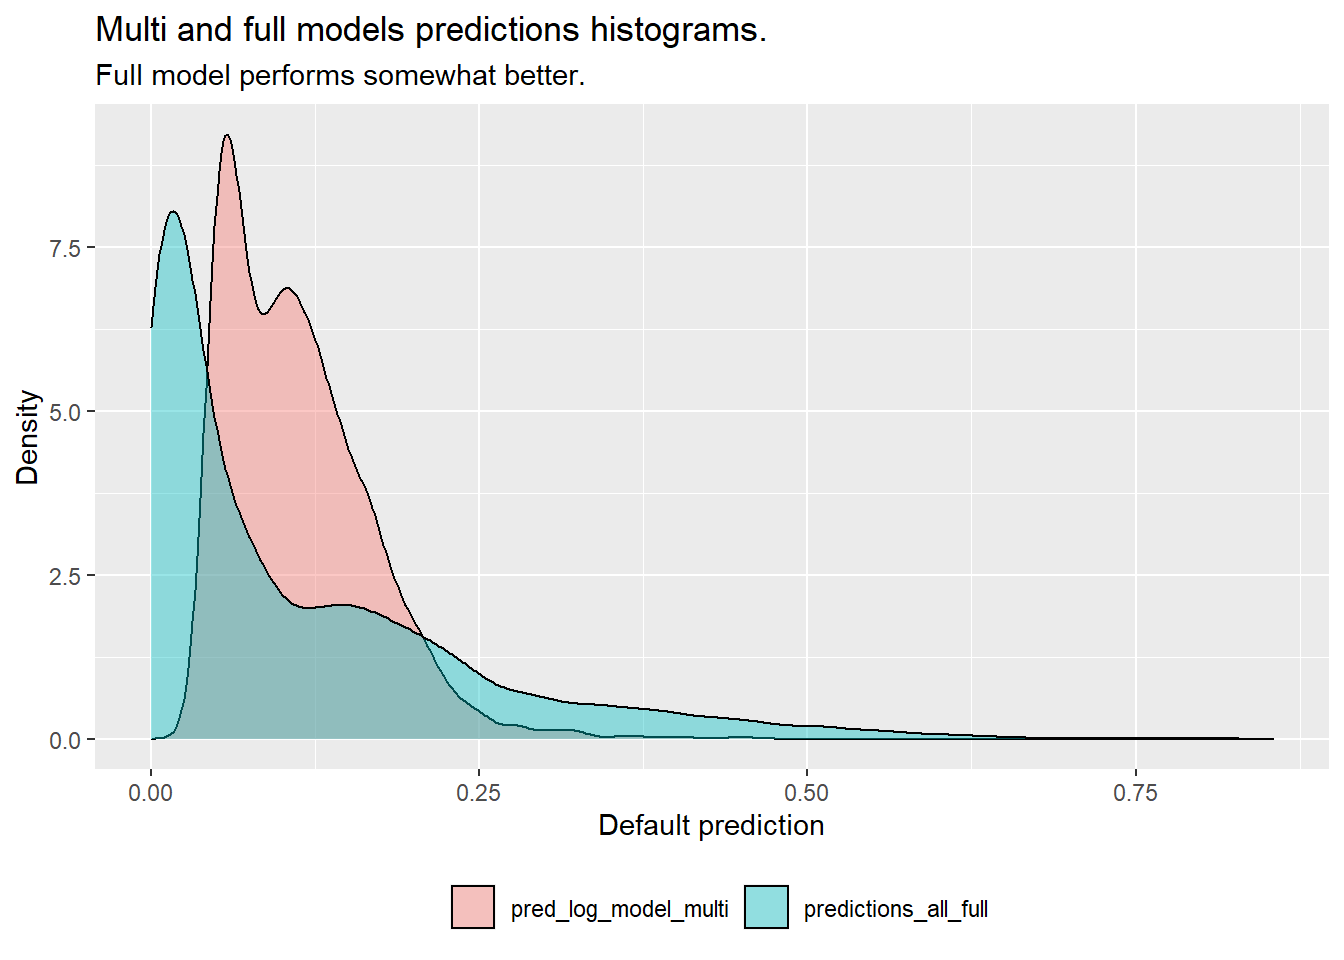 Multi and full models predictions histograms.
Full model performs somewhat better.
7.5
5.0
2.5
0.0
Density
0.00 0.25 0.50 0.75
Default prediction
pred_log_model_multi predictions_all_full